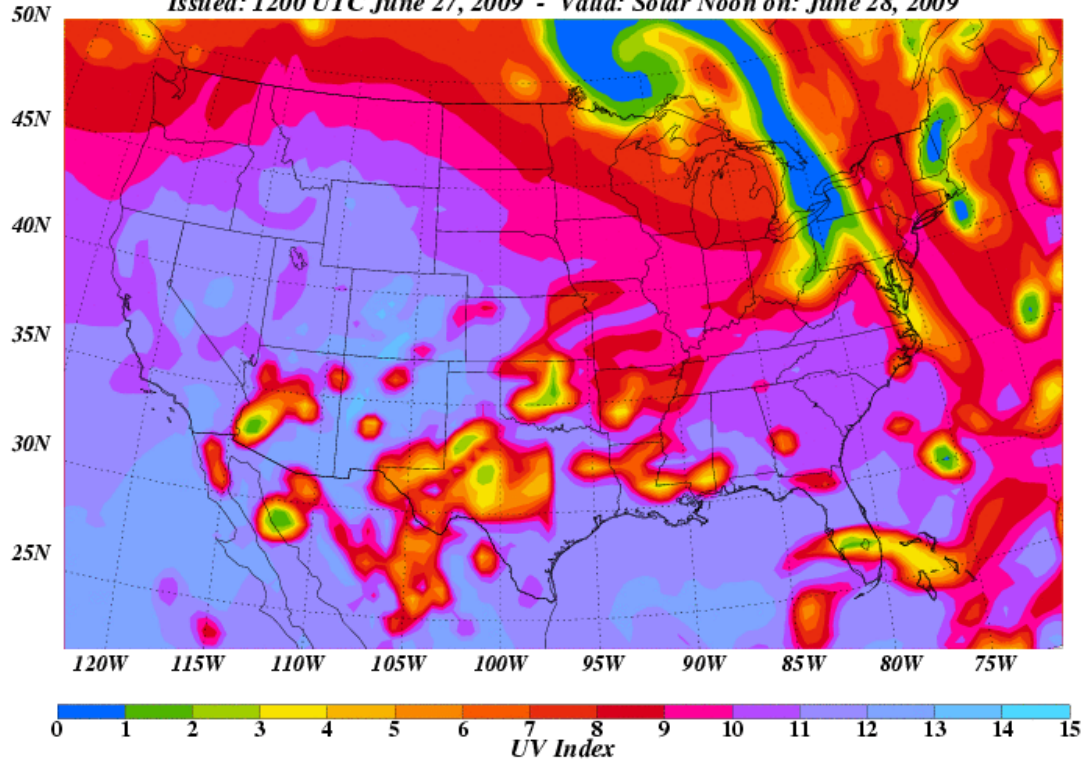 Issued: 1200 UTC June 27, 2009 - Valid: Solar Noon on: June 28, 2009
50N
45N
40N
35N
30N
25N
120W 115W 110W 105W 100W 95W 90W 85W 80W 75W
0 1 2 3 4 5 6 7 8 9 10 11 12 13 14 15
UV Index